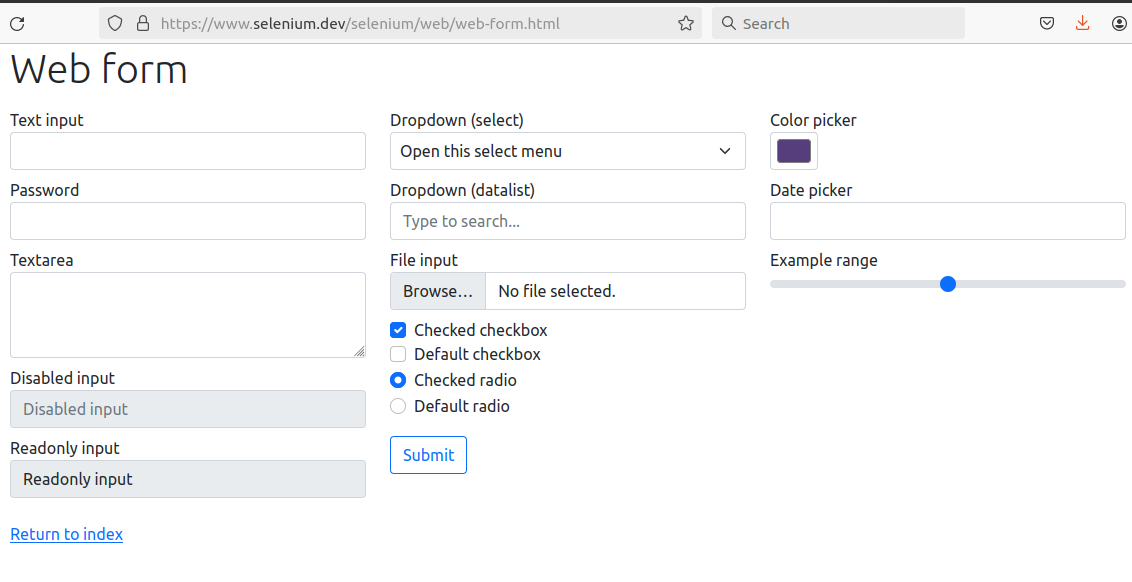 https://www.selenium.dev/selenium/web/web-form.html
Search
Web form
Text input
Password
Textarea
Disabled input
Disabled input
Readonly input
Readonly input
Return to index
Dropdown (select)
Open this select menu
Dropdown (datalist)
Type to search...
File input
Browse… No file selected.
Checked checkbox
Default checkbox
Checked radio
Default radio
Submit
Color picker
Date picker
Example range